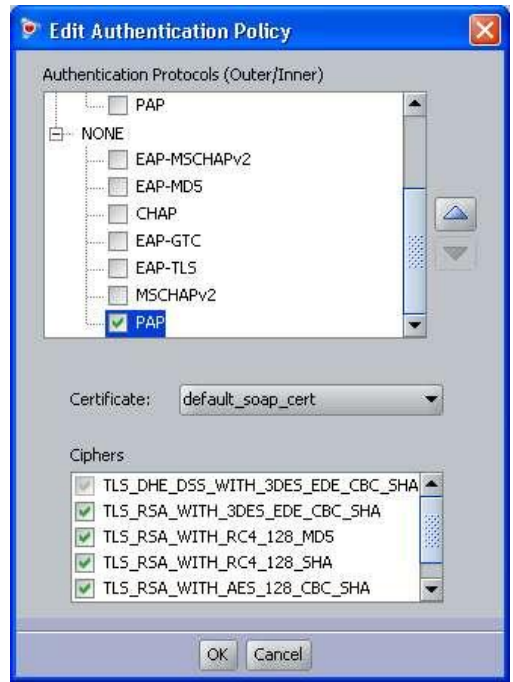 Edit Authentication Policy
Authentication Protocols (Outer/Inner)
PAP
NONE
EAP-MSCHAPv2
EAP-MD5
CHAP
EAP-GTC
EAP-TLS
MSCHAPv2
PAP
Certificate: default_soap_cert
Ciphers
TLS_DHE_DSS_WITH_3DES_EDE_CBC_SHA
TLS_RSA_WITH_3DES_EDE_CBC_SHA
TLS_RSA_WITH_RC4_128_MD5
TLS_RSA_WITH_RC4_128_SHA
TLS_RSA_WITH_AES_128_CBC_SHA
OK Cancel